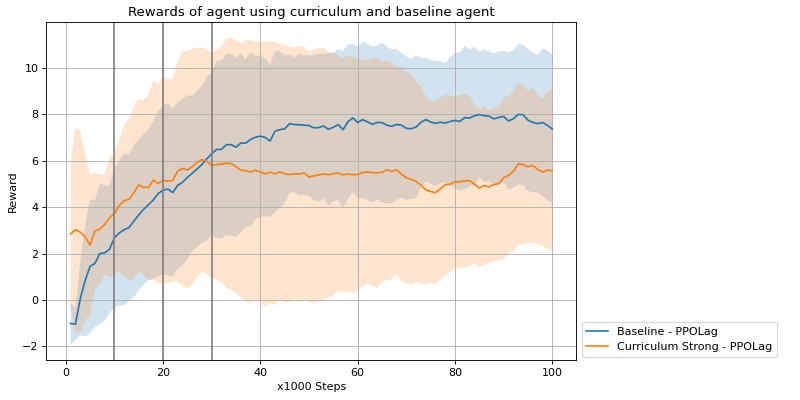 Rewards of agent using curriculum and baseline agent
Reward
10
8
6
4
2
0
−2
0 20 40 60 80 100
x1000 Steps
Baseline - PPOLag
Curriculum Strong - PPOLag